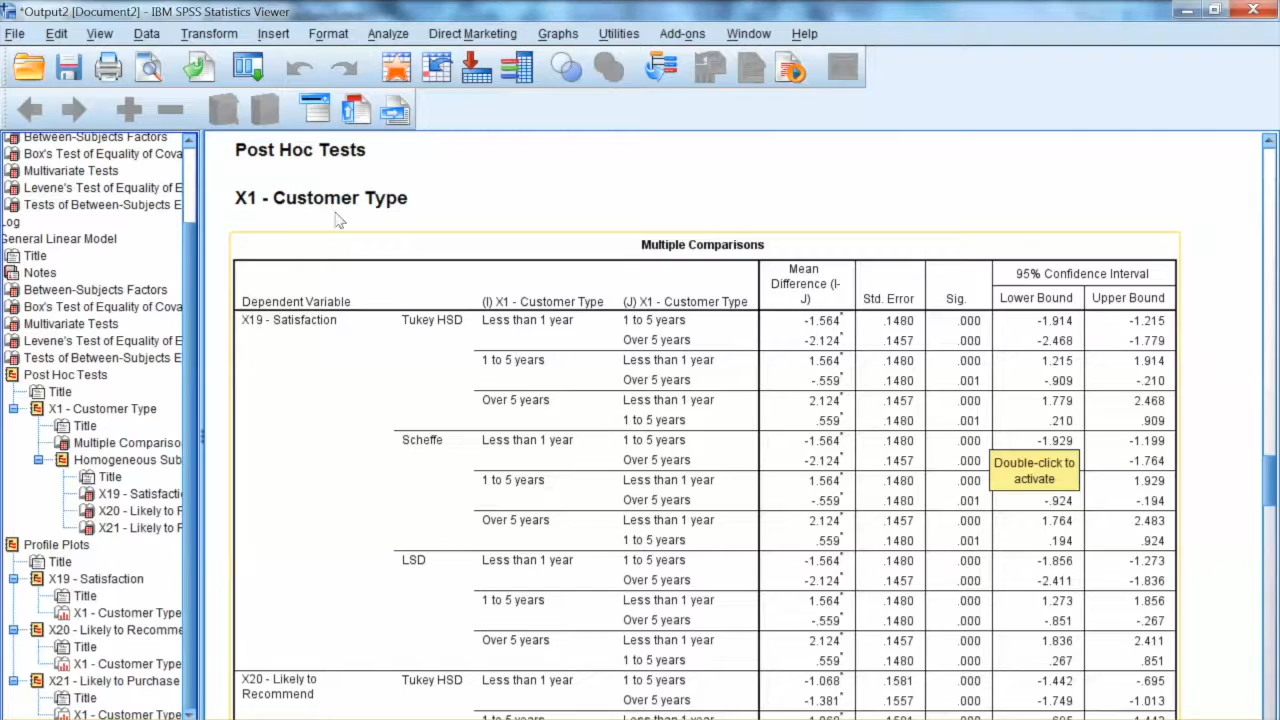 *Output2 [Document2] - IBM SPSS Statistics Viewer
File Edit View Data Transform Insert Format Analyze Direct Marketing Graphs Utilities Add-ons Window Help
Between-Subjects Factors
Box's Test of Equality of Cova
Multivariate Tests
Levene's Test of Equality of E
Tests of Between-Subjects E
Log
General Linear Model
Title
Notes
Between-Subjects Factors
Box's Test of Equality of Cova
Multivariate Tests
Levene's Test of Equality of E
Tests of Between-Subjects E
Post Hoc Tests
Title
X1 - Customer Type
Title
Multiple Compariso
Homogeneous Sub
Title
X19 - Satisfacti
X20 - Likely to F
X21 - Likely to F
Profile Plots
Title
X19 - Satisfaction
Title
X1 - Customer Type
X20 - Likely to Recomme
Title
X1 - Customer Type
X21 - Likely to Purchase
Title
X1 - Customer Type
Post Hoc Tests
X1 - Customer Type
Multiple Comparisons
Dependent Variable (I) X1 - Customer Type (J) X1 - Customer Type Mean Difference (I-J) Std. Error Sig. 95% Confidence Interval
Lower Bound Upper Bound
X19 - Satisfaction Tukey HSD Less than 1 year 1 to 5 years -1.564* .1480 .000 -1.914 -1.215
Over 5 years -2.124* .1457 .000 -2.468 -1.779
1 to 5 years Less than 1 year 1.564* .1480 .000 1.215 1.914
Over 5 years -.559* .1480 .001 -.909 -.210
Over 5 years Less than 1 year 2.124* .1457 .000 1.779 2.468
1 to 5 years .559* .1480 .001 .210 .909
Scheffe Less than 1 year 1 to 5 years -1.564* .1480 .000 -1.929 -1.199
Over 5 years -2.124* .1457 .000 -1.764
1 to 5 years Less than 1 year 1.564* .1480 .000 1.929
Over 5 years -.559* .1480 .001 -.924 -.194
Over 5 years Less than 1 year 2.124* .1457 .000 1.764 2.483
1 to 5 years .559* .1480 .001 .194 .924
LSD Less than 1 year 1 to 5 years -1.564* .1480 .000 -1.856 -1.273
Over 5 years -2.124* .1457 .000 -2.411 -1.836
1 to 5 years Less than 1 year 1.564* .1480 .000 1.273 1.856
Over 5 years -.559* .1480 .000 -.851 -.267
Over 5 years Less than 1 year 2.124* .1457 .000 1.836 2.411
1 to 5 years .559* .1480 .000 .267 .851
X20 - Likely to Recommend Tukey HSD Less than 1 year 1 to 5 years -1.068* .1581 .000 -1.442 -.695
Over 5 years -1.381* .1557 .000 -1.749 -1.013
Double-click to
activate